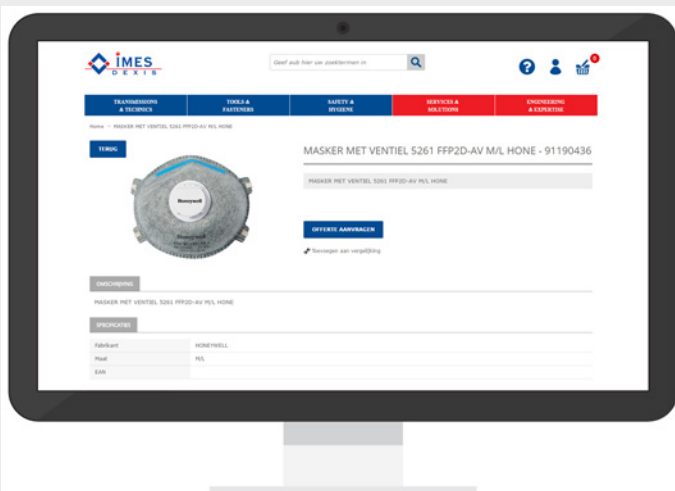 IMES
DEXIS
Geef aub hier uw zoektermen in
?
0
TRANSMISSIONS
& TECHNICS
TOOLS &
FASTENERS
SAFETY &
HYGIENE
SERVICES &
SOLUTIONS
ENGINEERING
& EXPERTISE
Home > MASKER MET VENTIEL 5261 FFP2D-AV M/L HONE
TERUG
MASKER MET VENTIEL 5261 FFP2D-AV M/L HONE - 91190436
MASKER MET VENTIEL 5261 FFP2D-AV M/L HONE
Honeywell
OFFERTE AANVRAGEN
Toevoegen aan vergelijking
OMSCHRIJVING
MASKER MET VENTIEL 5261 FFP2D-AV M/L HONE
SPECIFICATIES
Fabrikant HONEYWELL
Maat M/L
EAN